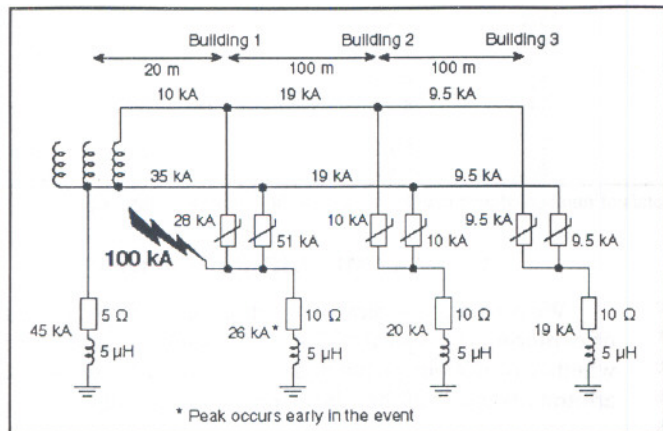 Building 1 Building 2 Building 3
20 m 100 m 100 m
10 kA 19 kA 9.5 kA
35 kA 19 kA 9.5 kA
28 kA 51 kA 10 kA 10 kA 9.5 kA 9.5 kA
100 kA
45 kA 5 Ω 5 µH
26 kA* 10 Ω 5 µH
20 kA 10 Ω 5 µH
19 kA 10 Ω 5 µH
* Peak occurs early in the event